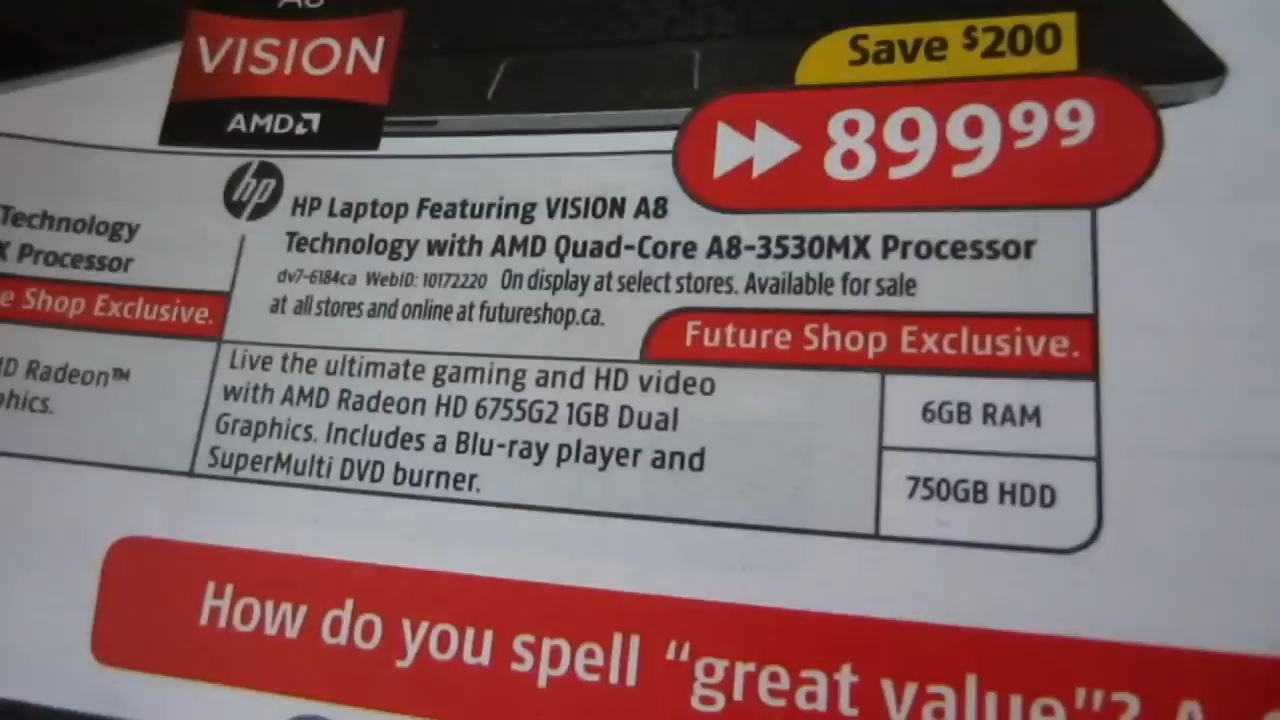 A8
VISION
AMD
Save $200
89999
hp
HP Laptop Featuring VISION A8
Technology with AMD Quad-Core A8-3530MX Processor
dv7-6184ca WebID: 10172220 On display at select stores. Available for sale
at all stores and online at futureshop.ca.
Future Shop Exclusive.
Technology
X Processor
e Shop Exclusive.
D Radeon™
phics.
Live the ultimate gaming and HD video
with AMD Radeon HD 6755G2 1GB Dual
Graphics. Includes a Blu-ray player and
SuperMulti DVD burner.
6GB RAM
750GB HDD
How do you spell “great value”? A